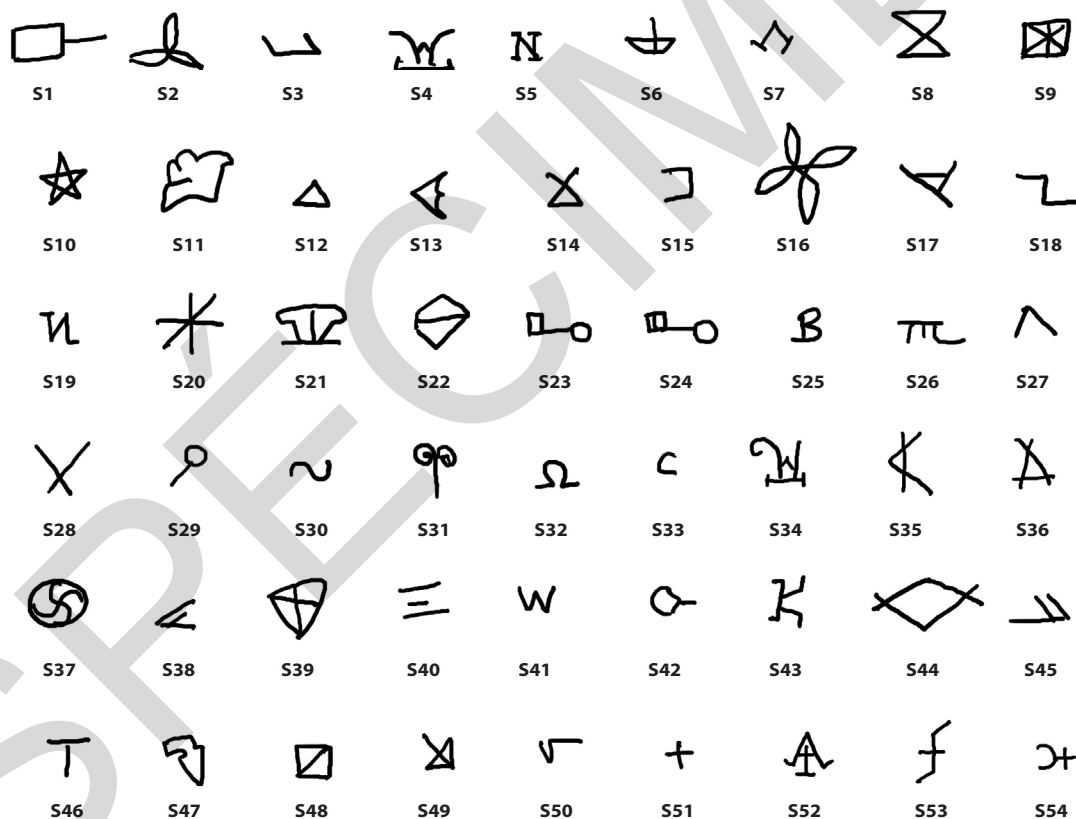 S1 S2 S3 S4 S5 S6 S7 S8 S9
S10 S11 S12 S13 S14 S15 S16 S17 S18
S19 S20 S21 S22 S23 S24 S25 S26 S27
S28 S29 S30 S31 S32 S33 S34 S35 S36
S37 S38 S39 S40 S41 S42 S43 S44 S45
S46 S47 S48 S49 S50 S51 S52 S53 S54
SPÉCIME